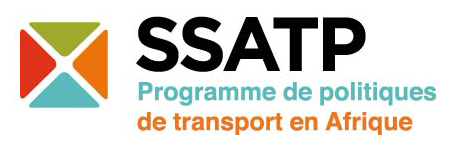 SSATP
Programme de politiques
de transport en Afrique